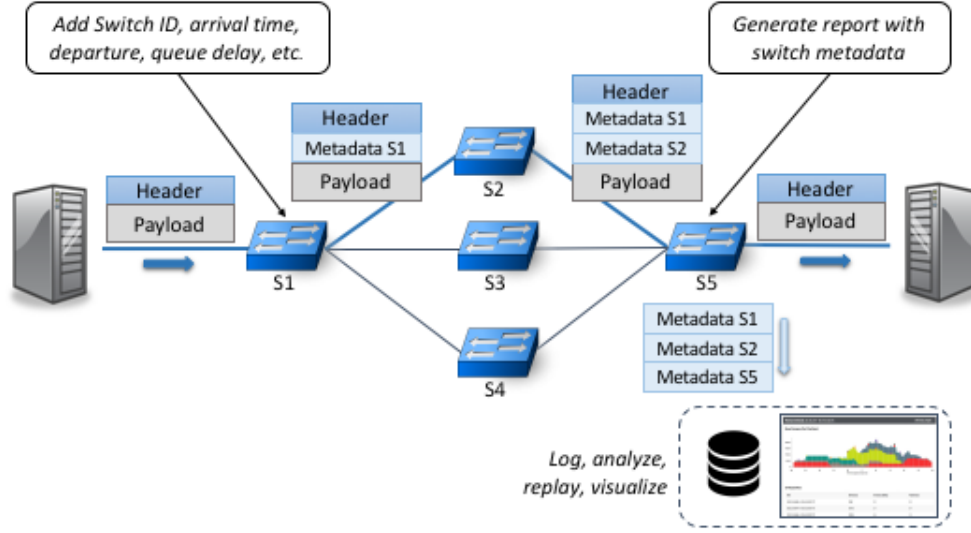 Add Switch ID, arrival time,
departure, queue delay, etc.
Generate report with
switch metadata
Header
Metadata S1
Payload
Header
Metadata S1
Metadata S2
Payload
Header
Payload
Header
Payload
S1
S2
S3
S4
S5
Metadata S1
Metadata S2
Metadata S5
Log, analyze,
replay, visualize